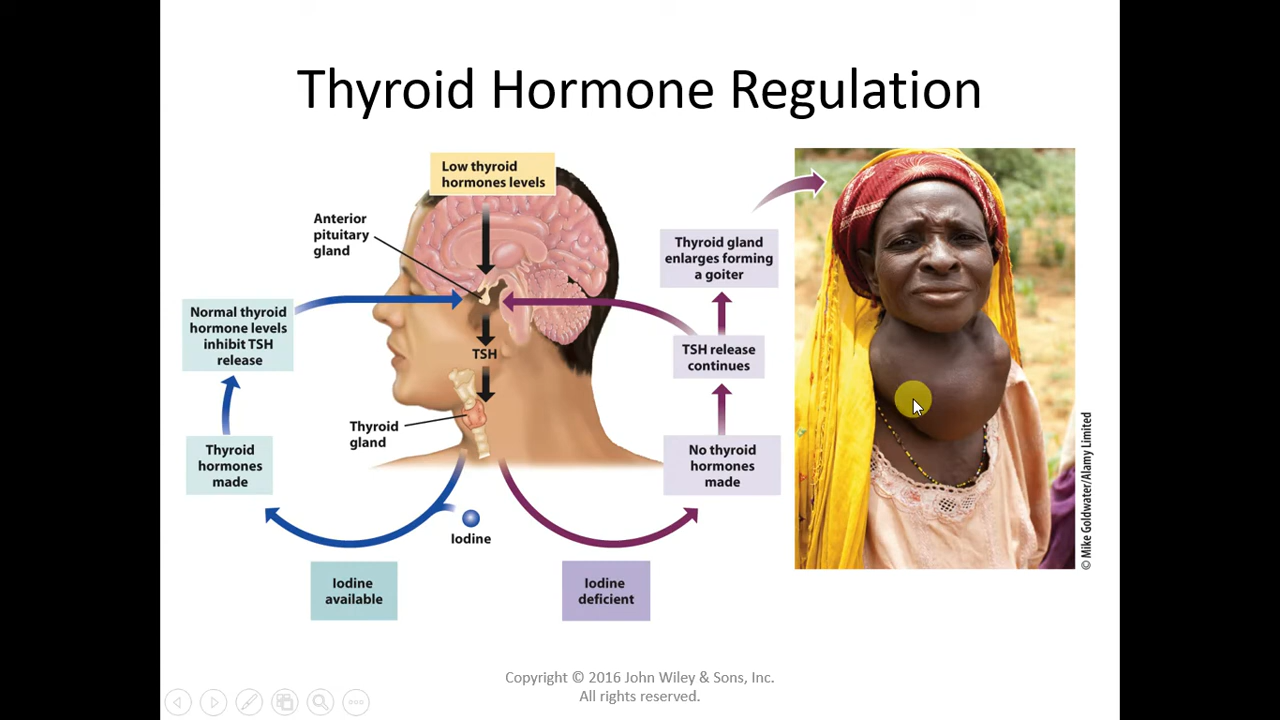 Thyroid Hormone Regulation
Low thyroid
hormones levels
Anterior
pituitary
gland
Normal thyroid
hormone levels
inhibit TSH
release
TSH
Thyroid
gland
Thyroid
hormones
made
Iodine
Iodine
available
Iodine
deficient
No thyroid
hormones
made
TSH release
continues
Thyroid gland
enlarges forming
a goiter
© Mike Goldwater/Alamy Limited
Copyright © 2016 John Wiley & Sons, Inc.
All rights reserved.